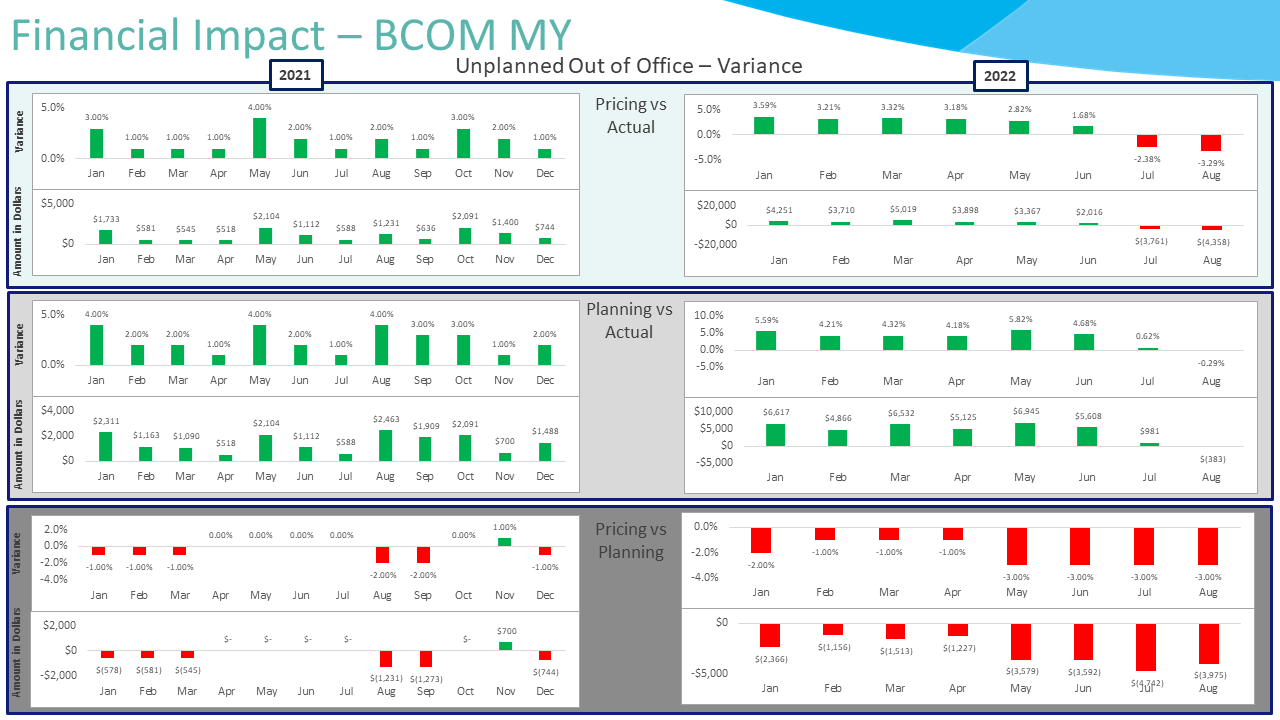 Financial Impact – BCOM MY
Unplanned Out of Office – Variance
2021
2022
Pricing vs
Actual
Variance
5.0%
0.0%
3.00% 1.00% 1.00% 1.00% 4.00% 2.00% 1.00% 2.00% 1.00% 3.00% 2.00% 1.00%
Jan Feb Mar Apr May Jun Jul Aug Sep Oct Nov Dec
Amount in Dollars
$5,000
$0
$1,733 $581 $545 $518 $2,104 $1,112 $588 $1,231 $636 $2,091 $1,400 $744
Jan Feb Mar Apr May Jun Jul Aug Sep Oct Nov Dec
5.0%
0.0%
-5.0%
3.59% 3.21% 3.32% 3.18% 2.82% 1.68% -2.38% -3.29%
Jan Feb Mar Apr May Jun Jul Aug
$20,000
$0
-$20,000
$4,251 $3,710 $5,019 $3,898 $3,367 $2,016 $(3,761) $(4,358)
Jan Feb Mar Apr May Jun Jul Aug
Planning vs
Actual
Variance
5.0%
0.0%
4.00% 2.00% 2.00% 1.00% 4.00% 2.00% 1.00% 4.00% 3.00% 3.00% 1.00% 2.00%
Jan Feb Mar Apr May Jun Jul Aug Sep Oct Nov Dec
Amount in Dollars
$4,000
$2,000
$0
$2,311 $1,163 $1,090 $518 $2,104 $1,112 $588 $2,463 $1,909 $2,091 $700 $1,488
Jan Feb Mar Apr May Jun Jul Aug Sep Oct Nov Dec
10.0%
5.0%
0.0%
-5.0%
5.59% 4.21% 4.32% 4.18% 5.82% 4.68% 0.62% -0.29%
Jan Feb Mar Apr May Jun Jul Aug
$10,000
$5,000
$0
-$5,000
$6,617 $4,866 $6,532 $5,125 $6,945 $5,608 $981 $(383)
Jan Feb Mar Apr May Jun Jul Aug
Pricing vs
Planning
Variance
2.0%
0.0%
-2.0%
-4.0%
-1.00% -1.00% -1.00% 0.00% 0.00% 0.00% 0.00% -2.00% -2.00% 0.00% 1.00% -1.00%
Jan Feb Mar Apr May Jun Jul Aug Sep Oct Nov Dec
Amount in Dollars
$2,000
$0
-$2,000
$(578) $(581) $(545) $- $- $- $- $(1,231) $(1,273) $- $700 $(744)
Jan Feb Mar Apr May Jun Jul Aug Sep Oct Nov Dec
0.0%
-2.0%
-4.0%
-2.00% -1.00% -1.00% -1.00% -3.00% -3.00% -3.00% -3.00%
Jan Feb Mar Apr May Jun Jul Aug
$0
-$5,000
$(2,366) $(1,156) $(1,513) $(1,227) $(3,579) $(3,592) $(4,742) $(3,975)
Jan Feb Mar Apr May Jun Jul Aug